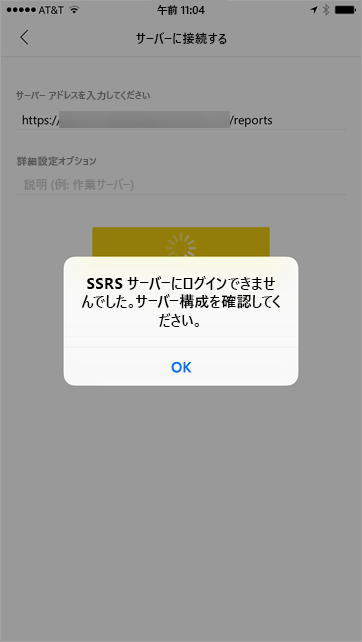 AT&T 午前 11:04
サーバーに接続する
サーバー アドレスを入力してください
https:// /reports
詳細設定オプション
説明 (例: 作業サーバー)
SSRS サーバーにログインできませ
んでした。サーバー構成を確認してく
ださい。
OK